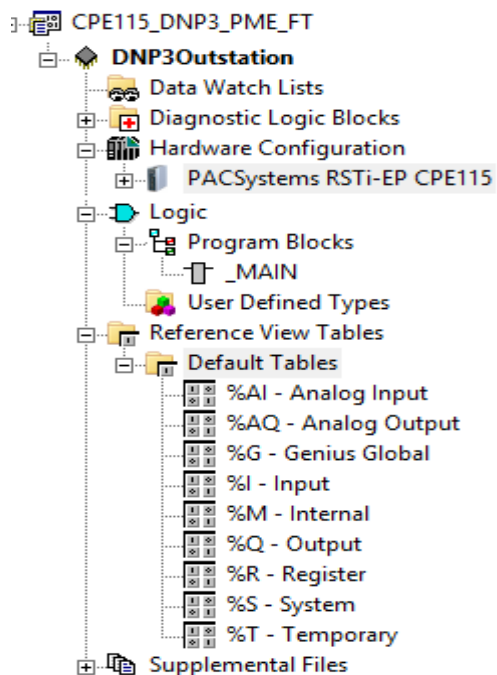 CPE115_DNP3_PME_FT
DNP3Outstation
Data Watch Lists
Diagnostic Logic Blocks
Hardware Configuration
PACSystems RSTi-EP CPE115
Logic
Program Blocks
_MAIN
User Defined Types
Reference View Tables
Default Tables
%AI - Analog Input
%AQ - Analog Output
%G - Genius Global
%I - Input
%M - Internal
%Q - Output
%R - Register
%S - System
%T - Temporary
Supplemental Files